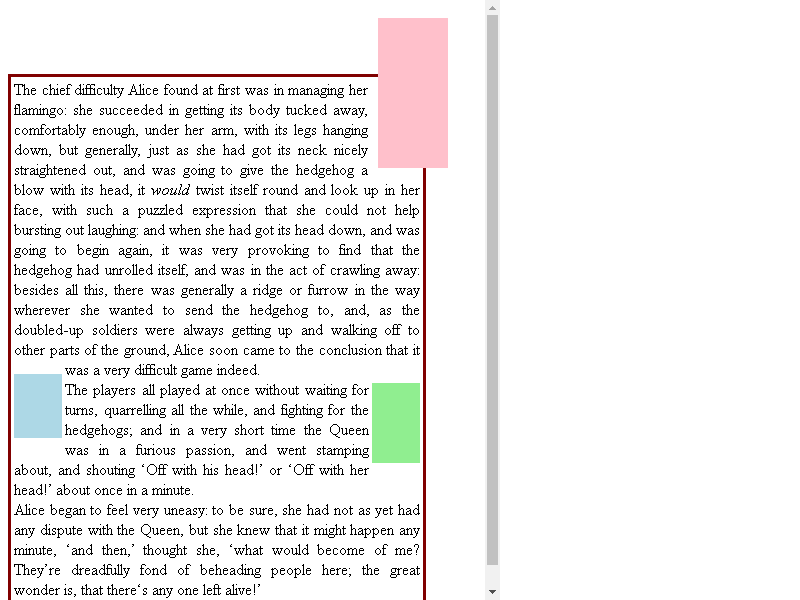 The chief difficulty Alice found at first was in managing her
flamingo: she succeeded in getting its body tucked away,
comfortably enough, under her arm, with its legs hanging
down, but generally, just as she had got its neck nicely
straightened out, and was going to give the hedgehog a
blow with its head, it would twist itself round and look up in her
face, with such a puzzled expression that she could not help
bursting out laughing: and when she had got its head down, and was
going to begin again, it was very provoking to find that the
hedgehog had unrolled itself, and was in the act of crawling away:
besides all this, there was generally a ridge or furrow in the way
wherever she wanted to send the hedgehog to, and, as the
doubled-up soldiers were always getting up and walking off to
other parts of the ground, Alice soon came to the conclusion that it
was a very difficult game indeed.
The players all played at once without waiting for
turns, quarrelling all the while, and fighting for the
hedgehogs; and in a very short time the Queen
was in a furious passion, and went stamping
about, and shouting ‘Off with his head!’ or ‘Off with her
head!’ about once in a minute.
Alice began to feel very uneasy: to be sure, she had not as yet had
any dispute with the Queen, but she knew that it might happen any
minute, ‘and then,’ thought she, ‘what would become of me?
They’re dreadfully fond of beheading people here; the great
wonder is, that there‘s any one left alive!’